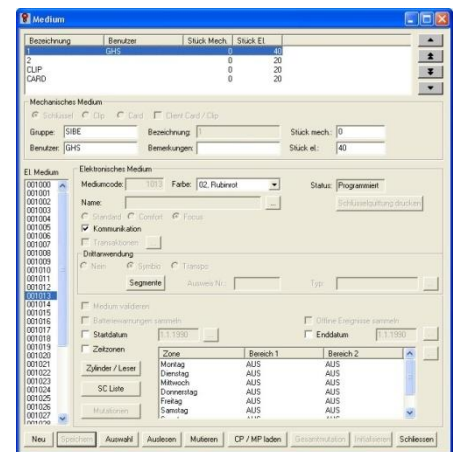 Medium
Bezeichnung Benutzer Stück Mech. Stück El.
1 GHS 0 40
2 0 20
CLIP 0 20
CARD 0 20
Mechanisches Medium
Schlüssel Clip Card Client Card / Clip
Gruppe: SIBE Bezeichnung: 1 Stück mech.: 0
Benutzer: GHS Bemerkungen: Stück el.: 40
El. Medium
001000
001001
001002
001003
001004
001005
001006
001007
001008
001009
001010
001011
001012
001013
001014
001015
001016
001017
001018
001019
001020
001021
001022
001023
001024
001025
001026
001027
001028
Elektronisches Medium
Mediumcode: 1013 Farbe: 02, Rubinrot Status: Programmiert
Name: ... Schlüsselquittung drucken
Standard Comfort Focus
Kommunikation
Transaktionen
Drittanwendung
Nein Symbio Transpo
Segmente Ausweis Nr.: Typ:
Medium validieren
Batteriewarnungen sammeln Offline Ereignisse sammeln
Startdatum 1.1.1990 Enddatum 1.1.1990
Zeitzonen
Zone Bereich 1 Bereich 2
Montag AUS AUS
Dienstag AUS AUS
Mittwoch AUS AUS
Donnerstag AUS AUS
Freitag AUS AUS
Samstag AUS AUS
Zylinder / Leser
SC Liste
Mutationen
Neu Speichern Auswahl Auslesen Mutieren CP / MP laden Gesamtmutation Initialisieren Schliessen